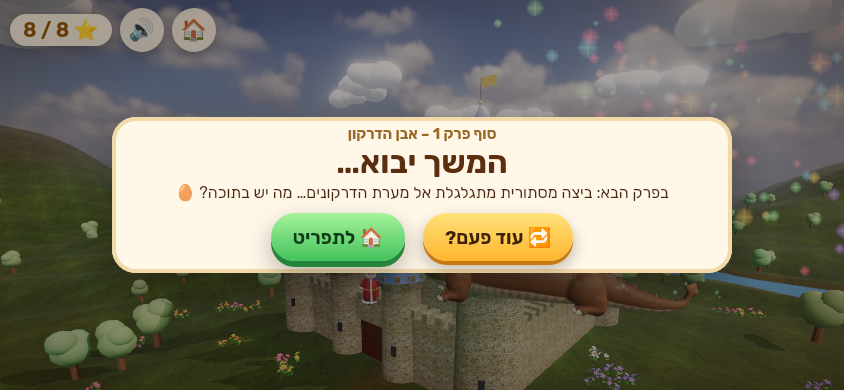 8 / 8
סוף פרק 1 – אבן הדרקון
המשך יבוא...
בפרק הבא: ביצה מסתורית מתגלגלת אל מערת הדרקונים... מה יש בתוכה?
עוד פעם?
לתפריט